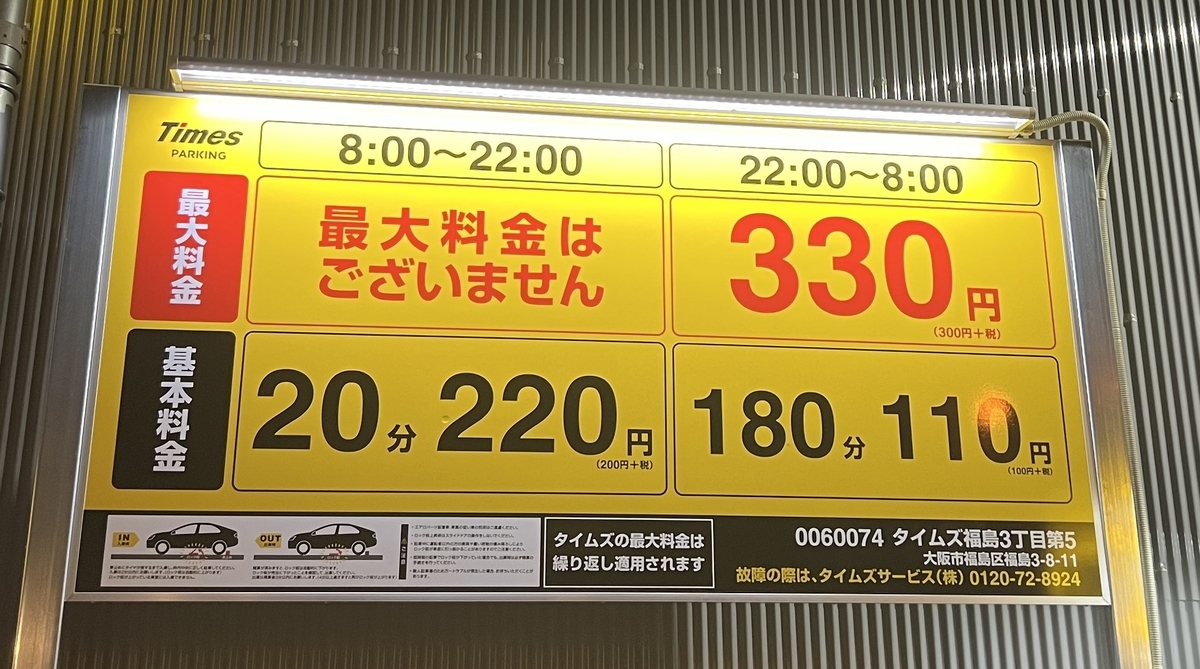 Times
PARKING
8:00～22:00
22:00～8:00
最大料金
最大料金は
ございません
330円
(300円+税)
基本料金
20分 220円
(200円+税)
180分 110円
(100円+税)
IN
OUT
タイムズの最大料金は
繰り返し適用されます
0060074 タイムズ福島3丁目第5
大阪市福島区福島3-8-11
故障の際は、タイムズサービス(株) 0120-72-8924